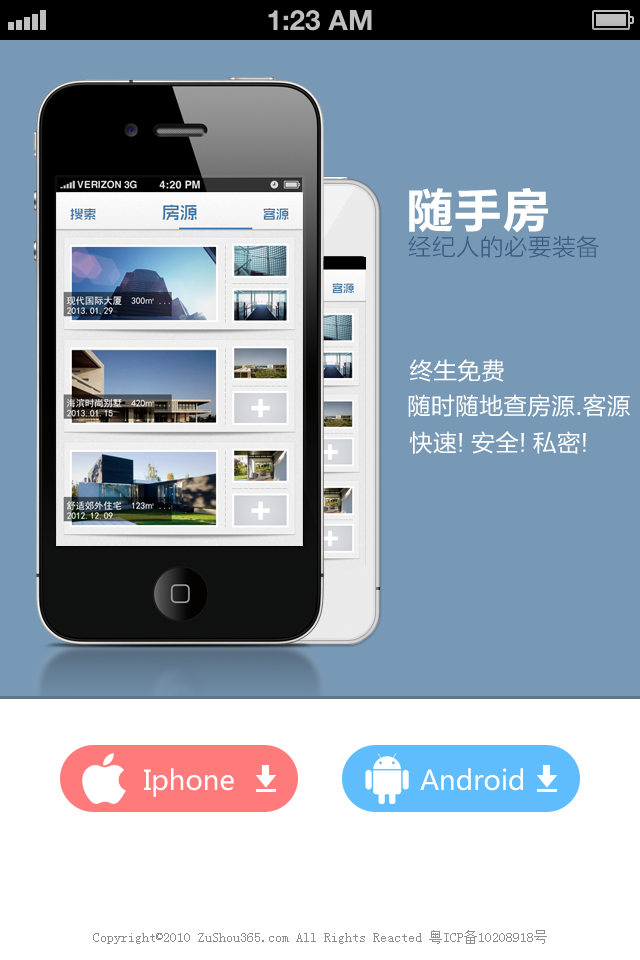 1:23 AM
VERIZON 3G 4:20 PM
搜索 房源 客源
现代国际大厦 300㎡ ...
2013.01.29
海滨时尚别墅 420㎡ ...
2013.01.15
舒适郊外住宅 123㎡ ...
2012.12.09
客源
随手房
经纪人的必要装备
终生免费
随时随地查房源.客源
快速! 安全! 私密!
Iphone
Android
Copyright©2010 ZuShou365.com All Rights Reacted 粤ICP备10208918号